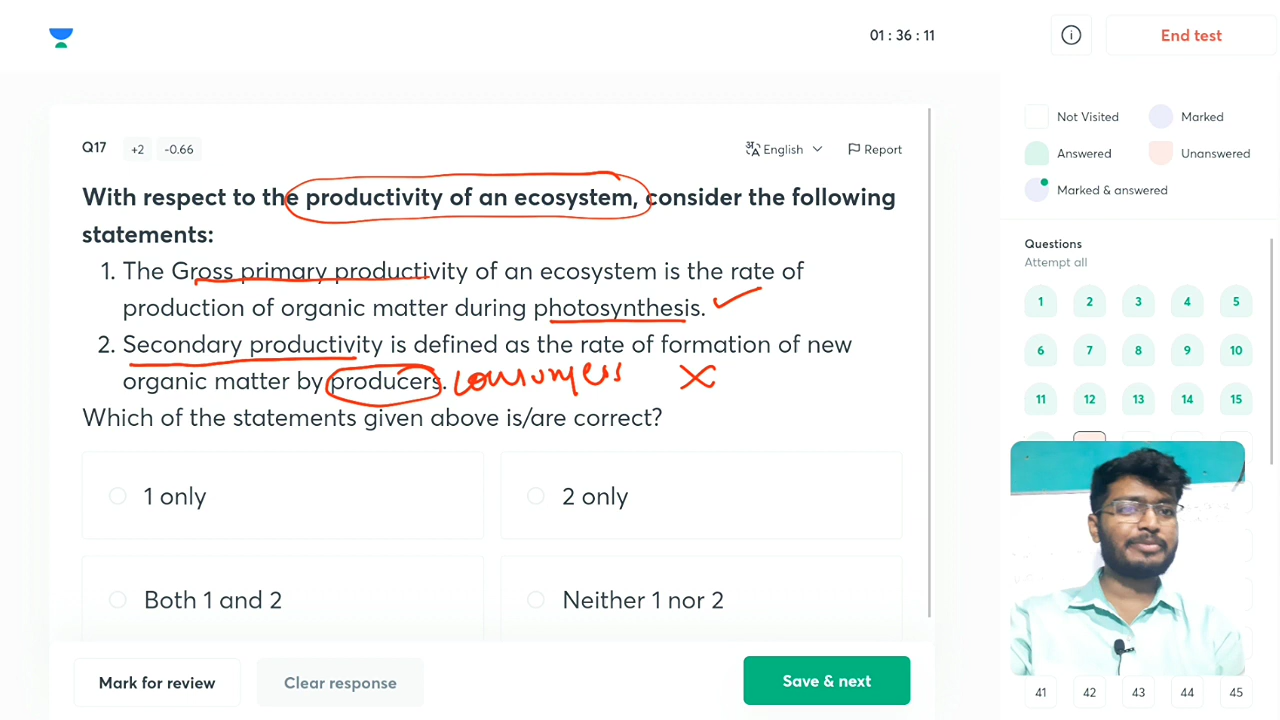 01 : 36 : 11
End test
Q17
+2
-0.66
English
Report
With respect to the productivity of an ecosystem, consider the following
statements:
1. The Gross primary productivity of an ecosystem is the rate of
production of organic matter during photosynthesis.
2. Secondary productivity is defined as the rate of formation of new
organic matter by producers. consumers
Which of the statements given above is/are correct?
1 only
2 only
Both 1 and 2
Neither 1 nor 2
Mark for review
Clear response
Save & next
Not Visited
Marked
Answered
Unanswered
Marked & answered
Questions
Attempt all
1 2 3 4 5
6 7 8 9 10
11 12 13 14 15
41 42 43 44 45